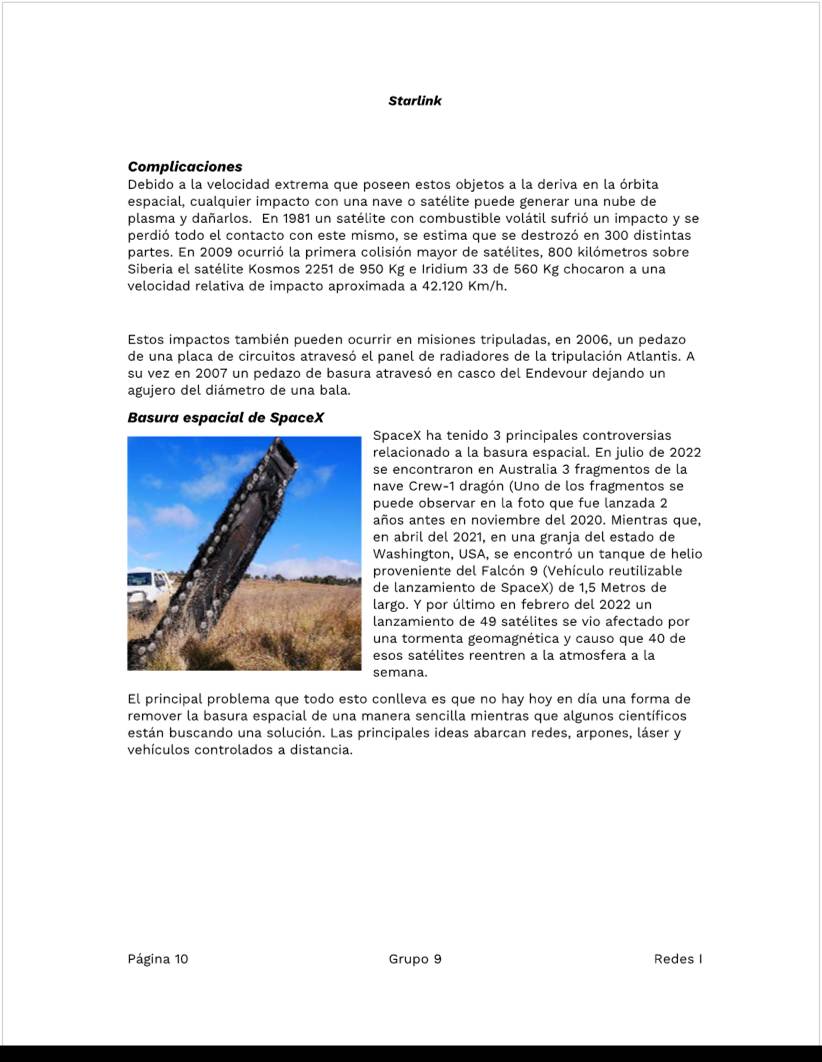 Starlink
Complicaciones
Debido a la velocidad extrema que poseen estos objetos a la deriva en la órbita
espacial, cualquier impacto con una nave o satélite puede generar una nube de
plasma y dañarlos.  En 1981 un satélite con combustible volátil sufrió un impacto y se
perdió todo el contacto con este mismo, se estima que se destrozó en 300 distintas
partes. En 2009 ocurrió la primera colisión mayor de satélites, 800 kilómetros sobre
Siberia el satélite Kosmos 2251 de 950 Kg e Iridium 33 de 560 Kg chocaron a una
velocidad relativa de impacto aproximada a 42.120 Km/h.
Estos impactos también pueden ocurrir en misiones tripuladas, en 2006, un pedazo
de una placa de circuitos atravesó el panel de radiadores de la tripulación Atlantis. A
su vez en 2007 un pedazo de basura atravesó en casco del Endevour dejando un
agujero del diámetro de una bala.
Basura espacial de SpaceX
SpaceX ha tenido 3 principales controversias
relacionado a la basura espacial. En julio de 2022
se encontraron en Australia 3 fragmentos de la
nave Crew-1 dragón (Uno de los fragmentos se
puede observar en la foto que fue lanzada 2
años antes en noviembre del 2020. Mientras que,
en abril del 2021, en una granja del estado de
Washington, USA, se encontró un tanque de helio
proveniente del Falcón 9 (Vehículo reutilizable
de lanzamiento de SpaceX) de 1,5 Metros de
largo. Y por último en febrero del 2022 un
lanzamiento de 49 satélites se vio afectado por
una tormenta geomagnética y causo que 40 de
esos satélites reentren a la atmosfera a la
semana.
El principal problema que todo esto conlleva es que no hay hoy en día una forma de
remover la basura espacial de una manera sencilla mientras que algunos científicos
están buscando una solución. Las principales ideas abarcan redes, arpones, láser y
vehículos controlados a distancia.
Página 10
Grupo 9
Redes I